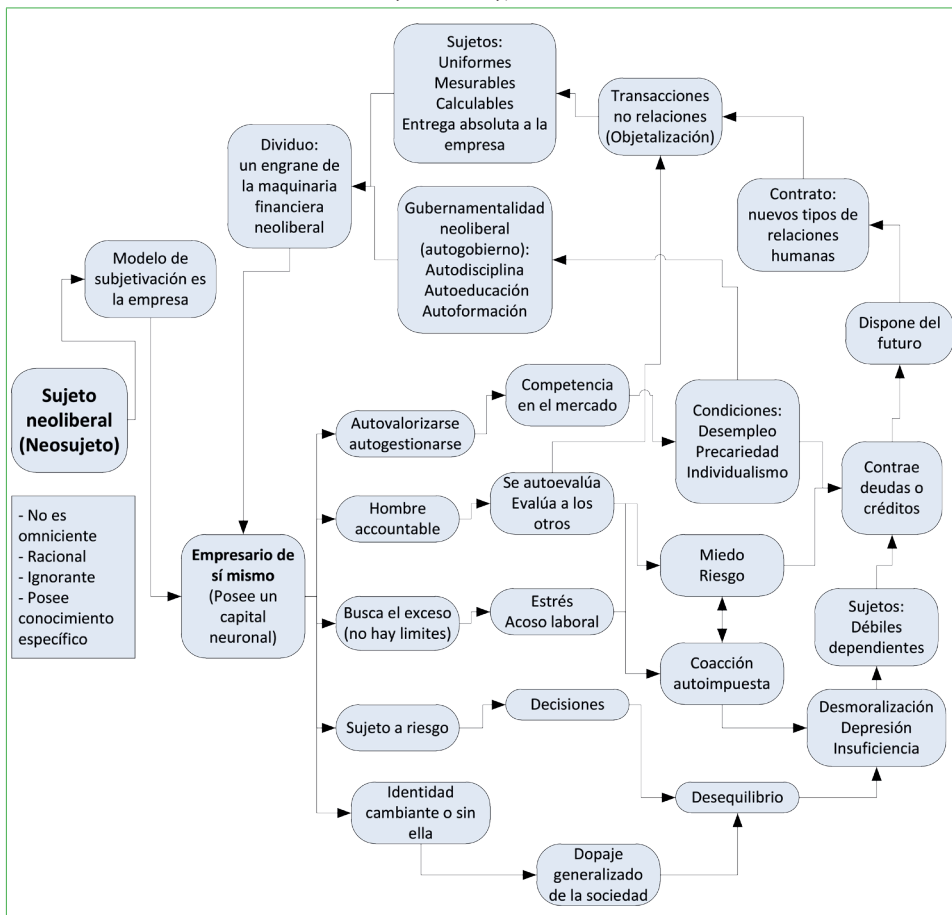 Sujetos:
Uniformes
Mesurables
Calculables
Entrega absoluta a la
empresa
Transacciones
no relaciones
(Objetalización)
Dividuo:
un engrane de
la maquinaria
financiera
neoliberal
Contrato:
nuevos tipos de
relaciones
humanas
Gubernamentalidad
neoliberal
(autogobierno):
Autodisciplina
Autoeducación
Autoformación
Modelo de
subjetivación es
la empresa
Dispone del
futuro
Sujeto
neoliberal
(Neosujeto)
Competencia
en el mercado
Autovalorizarse
autogestionarse
Condiciones:
Desempleo
Precariedad
Individualismo
Contrae
deudas o
créditos
Hombre
accountable
Se autoevalúa
Evalúa a los
otros
- No es
omniciente
- Racional
- Ignorante
- Posee
conocimiento
específico
Empresario de
sí mismo
(Posee un
capital
neuronal)
Miedo
Riesgo
Busca el exceso
(no hay limites)
Estrés
Acoso laboral
Sujetos:
Débiles
dependientes
Coacción
autoimpuesta
Sujeto a riesgo
Decisiones
Desmoralización
Depresión
Insuficiencia
Identidad
cambiante o sin
ella
Desequilibrio
Dopaje
generalizado
de la sociedad